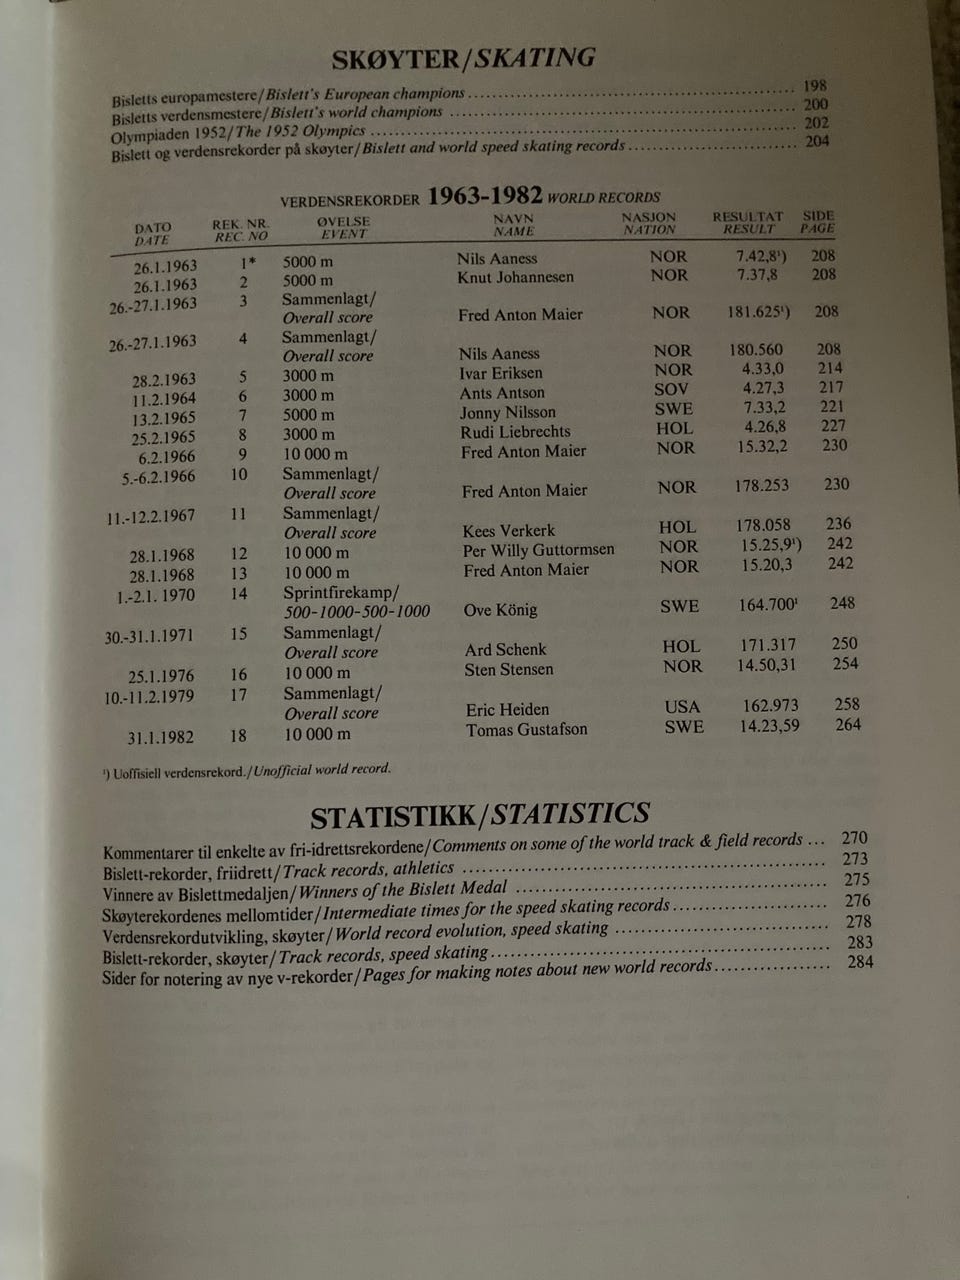 SKØYTER/SKATING
Bisletts europamestere/Bislett's European champions ........ 198
Bisletts verdensmestere/Bislett's world champions ........ 200
Olympiaden 1952/The 1952 Olympics ........ 202
Bislett og verdensrekorder på skøyter/Bislett and world speed skating records ........ 204
VERDENSREKORDER 1963-1982 WORLD RECORDS
DATO REK. NR. ØVELSE NAVN NASJON RESULTAT SIDE
DATE REC. NO EVENT NAME NATION RESULT PAGE
26.1.1963 1* 5000 m Nils Aaness NOR 7.42,8¹) 208
26.1.1963 2 5000 m Knut Johannesen NOR 7.37,8 208
26.-27.1.1963 3 Sammenlagt/
Overall score Fred Anton Maier NOR 181.625¹) 208
26.-27.1.1963 4 Sammenlagt/
Overall score Nils Aaness NOR 180.560 208
28.2.1963 5 3000 m Ivar Eriksen NOR 4.33,0 214
11.2.1964 6 3000 m Ants Antson SOV 4.27,3 217
13.2.1965 7 5000 m Jonny Nilsson SWE 7.33,2 221
25.2.1965 8 3000 m Rudi Liebrechts HOL 4.26,8 227
6.2.1966 9 10 000 m Fred Anton Maier NOR 15.32,2 230
5.-6.2.1966 10 Sammenlagt/
Overall score Fred Anton Maier NOR 178.253 230
11.-12.2.1967 11 Sammenlagt/
Overall score Kees Verkerk HOL 178.058 236
28.1.1968 12 10 000 m Per Willy Guttormsen NOR 15.25,9¹) 242
28.1.1968 13 10 000 m Fred Anton Maier NOR 15.20,3 242
1.-2.1. 1970 14 Sprintfirekamp/
500-1000-500-1000 Ove König SWE 164.700¹ 248
30.-31.1.1971 15 Sammenlagt/
Overall score Ard Schenk HOL 171.317 250
25.1.1976 16 10 000 m Sten Stensen NOR 14.50,31 254
10.-11.2.1979 17 Sammenlagt/
Overall score Eric Heiden USA 162.973 258
31.1.1982 18 10 000 m Tomas Gustafson SWE 14.23,59 264
¹) Uoffisiell verdensrekord./Unofficial world record.
STATISTIKK/STATISTICS
Kommentarer til enkelte av fri-idrettsrekordene/Comments on some of the world track & field records ... 270
Bislett-rekorder, friidrett/Track records, athletics ........ 273
Vinnere av Bislettmedaljen/Winners of the Bislett Medal ........ 275
Skøyterekordenes mellomtider/Intermediate times for the speed skating records ........ 276
Verdensrekordutvikling, skøyter/World record evolution, speed skating ........ 278
Bislett-rekorder, skøyter/Track records, speed skating ........ 283
Sider for notering av nye v-rekorder/Pages for making notes about new world records ........ 284